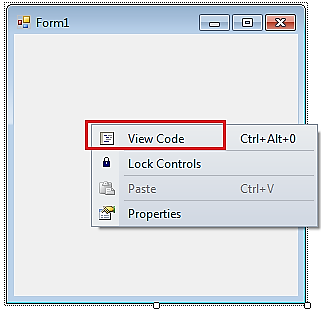 Form1
View Code Ctrl+Alt+0
Lock Controls
Paste Ctrl+V
Properties